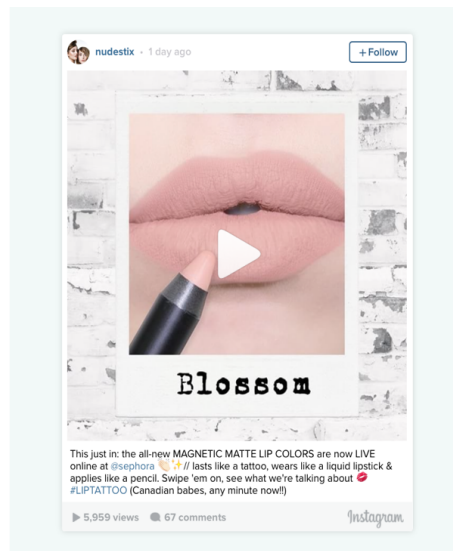 nudestix • 1 day ago
+Follow
Blossom
This just in: the all-new MAGNETIC MATTE LIP COLORS are now LIVE
online at @sephora 👏🏻✨// lasts like a tattoo, wears like a liquid lipstick &
applies like a pencil. Swipe 'em on, see what we're talking about 💋
#LIPTATTOO (Canadian babes, any minute now!!)
5,959 views 67 comments
Instagram